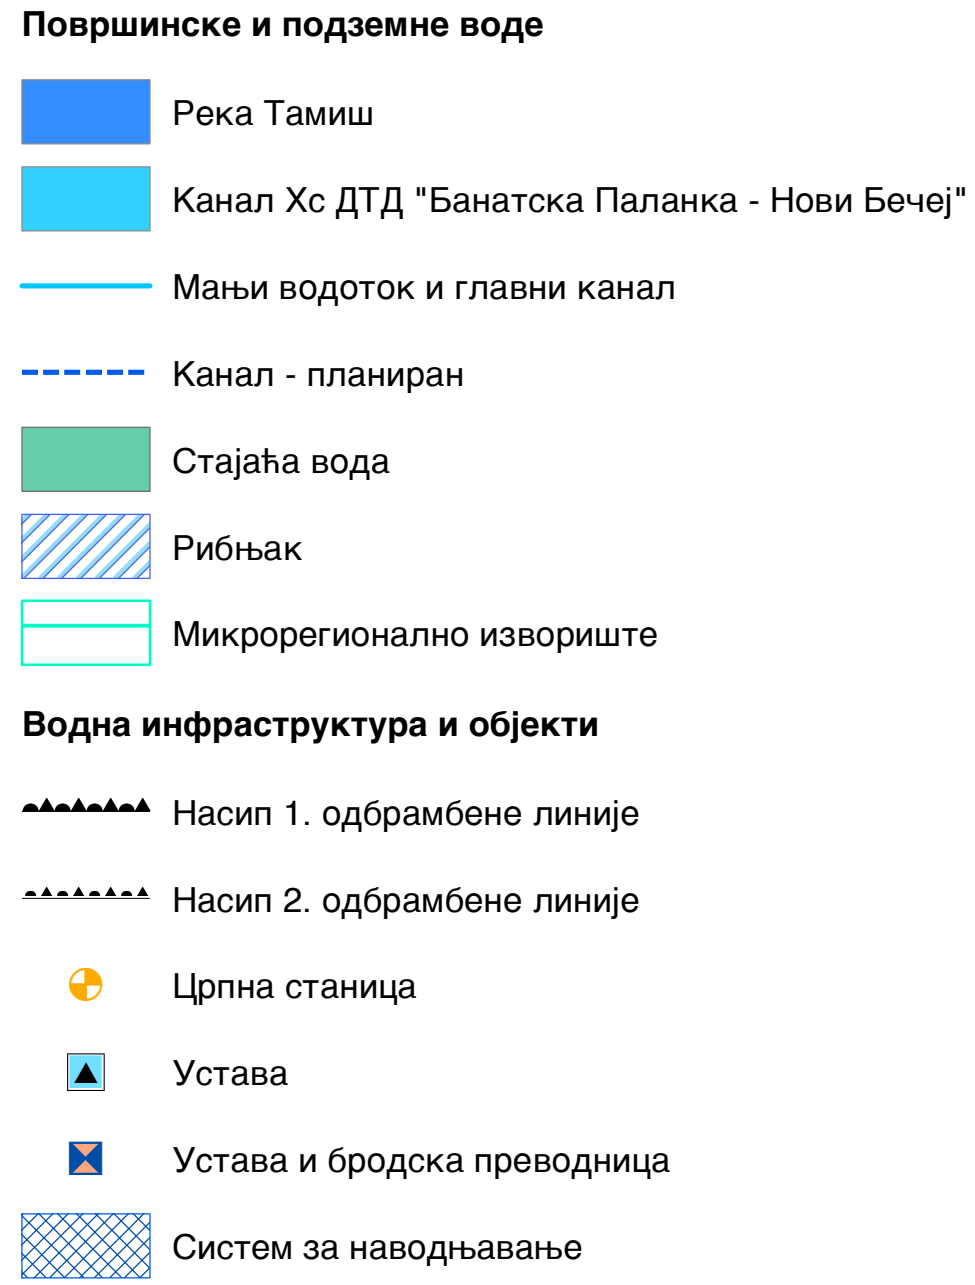 Површинске и подземне воде
Река Тамиш
Канал Хс ДТД "Банатска Паланка - Нови Бечеј"
Мањи водоток и главни канал
Канал - планиран
Стајаћа вода
Рибњак
Микрорегионално извориште
Водна инфраструктура и објекти
Насип 1. одбрамбене линије
Насип 2. одбрамбене линије
Црпна станица
Устава
Устава и бродска преводница
Систем за наводњавање